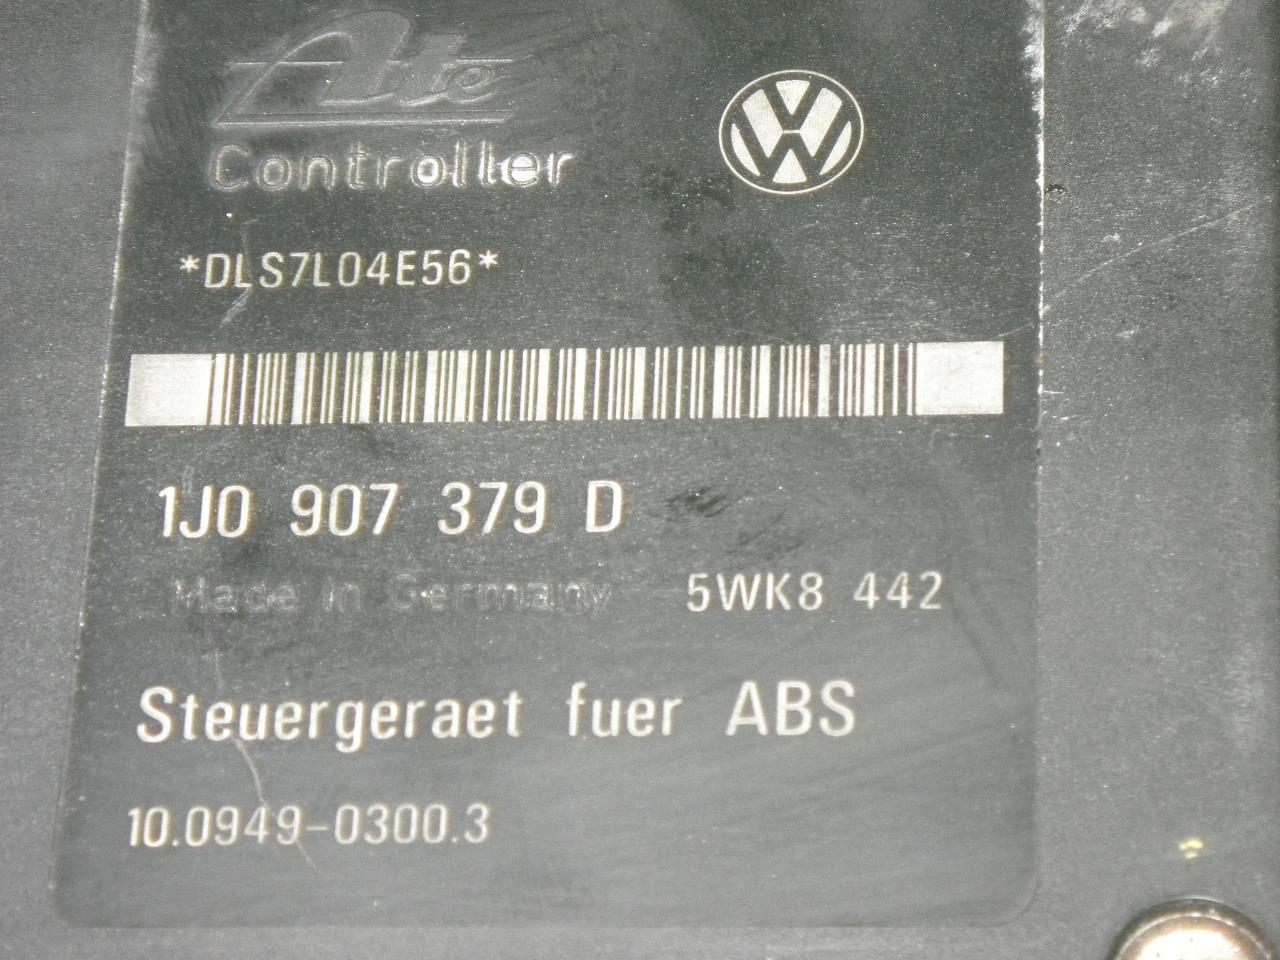 Ate
Controller
*DLS7L04E56*
1J0 907 379 D
Made in Germany 5WK8 442
Steuergeraet fuer ABS
10.0949-0300.3